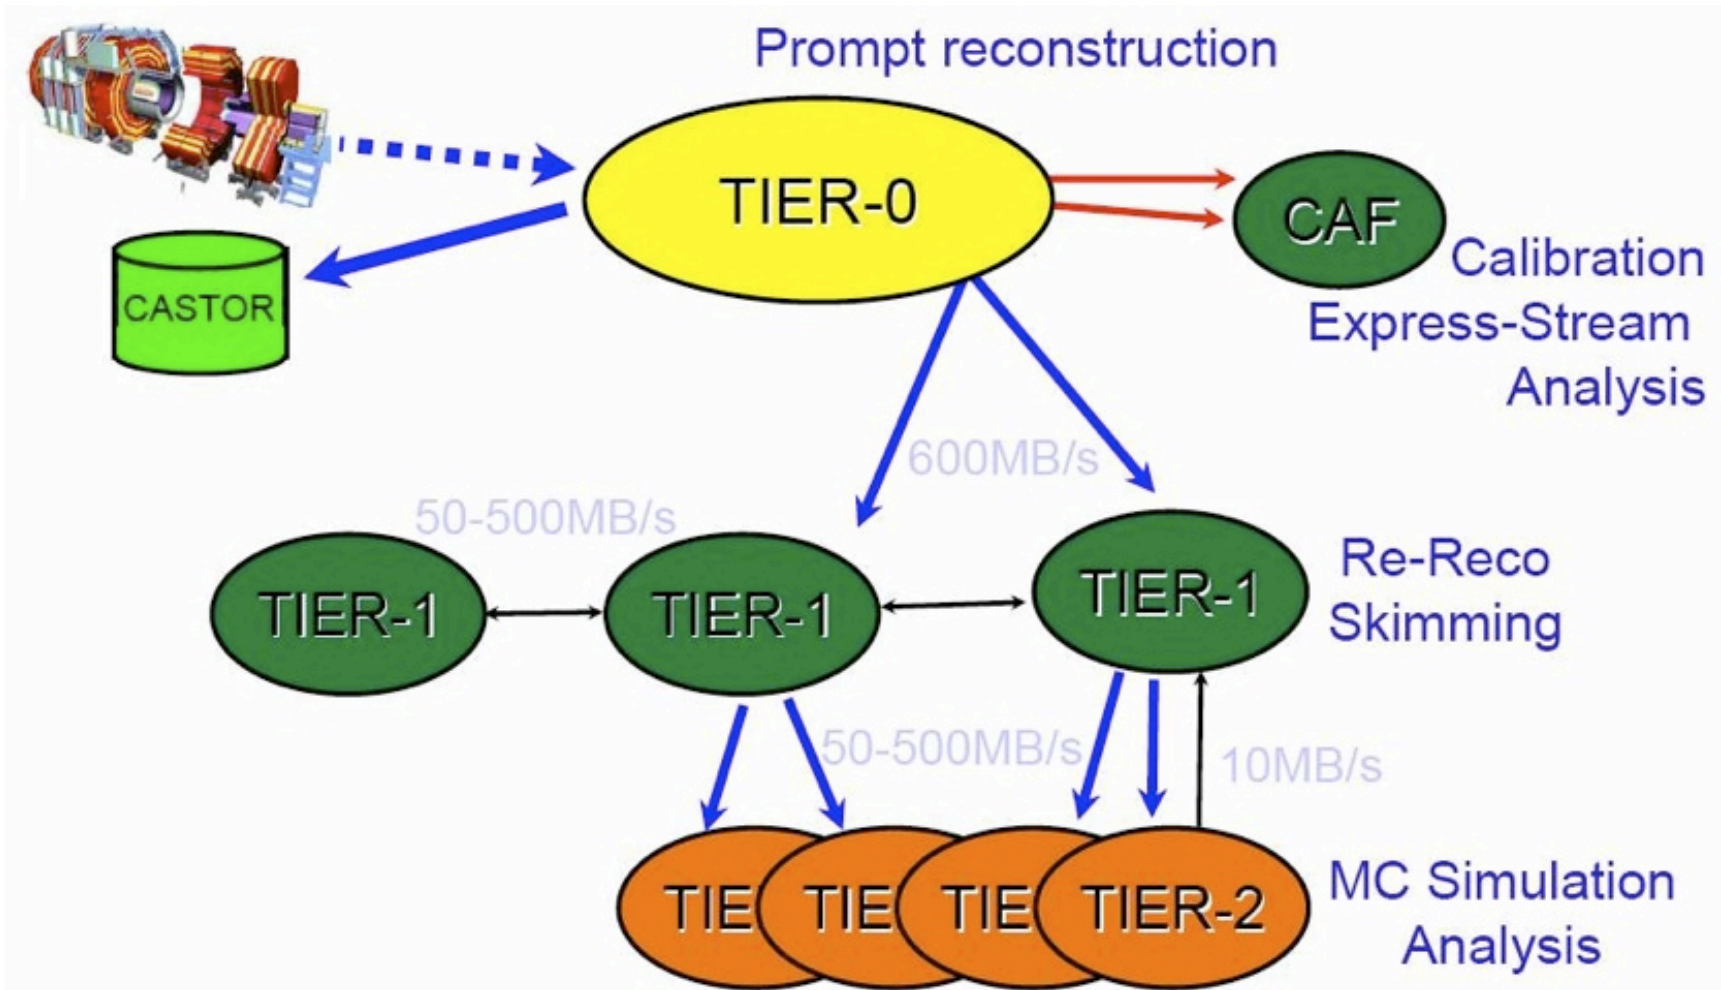 Prompt reconstruction
TIER-0
CAF
CASTOR
Calibration
Express-Stream
Analysis
600MB/s
50-500MB/s
TIER-1
TIER-1
TIER-1
Re-Reco
Skimming
50-500MB/s
10MB/s
TIE
TIE
TIE
TIER-2
MC Simulation
Analysis